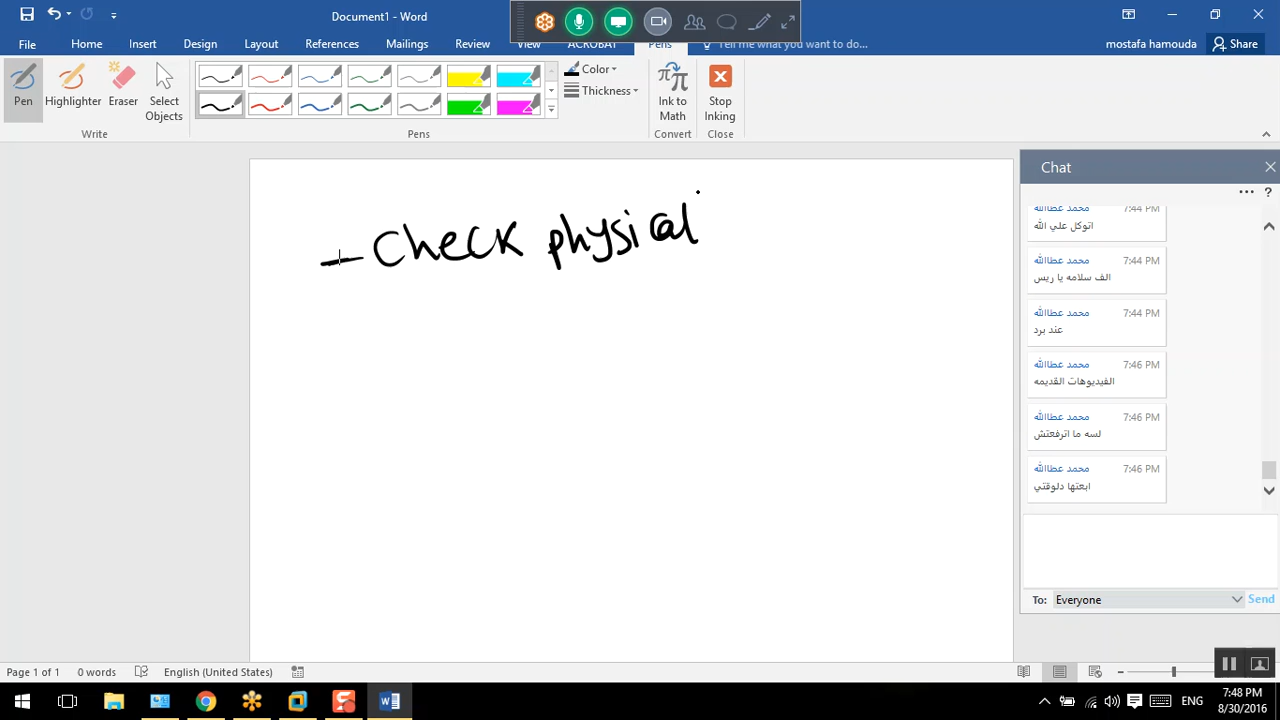 Document1 - Word
mostafa hamouda
Share
File
Home
Insert
Design
Layout
References
Mailings
Review
View
ACROBAT
Pens
Tell me what you want to do...
Pen
Highlighter
Eraser
Select Objects
Color
Thickness
Ink to Math
Stop Inking
Write
Pens
Convert
Close
- Check physical
Chat
?
محمد عطاالله
اتوكل علي الله
7:44 PM
محمد عطاالله
الف سلامه يا ريس
7:44 PM
محمد عطاالله
عند برد
7:46 PM
محمد عطاالله
الفيديوهات القديمه
7:46 PM
محمد عطاالله
لسه ما اترفعتش
7:46 PM
محمد عطاالله
ابعتها دلوقتي
To: Everyone
Send
Page 1 of 1
0 words
English (United States)
ENG
7:48 PM
8/30/2016